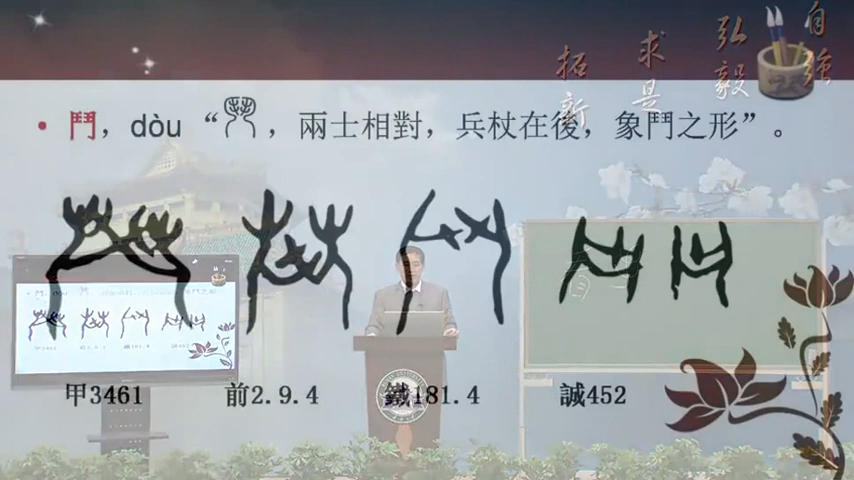 自強
弘毅
求是
拓新
• 鬥，dòu “，兩士相對，兵杖在後，象鬥之形”。
甲3461 前2.9.4 鐵181.4 誠452